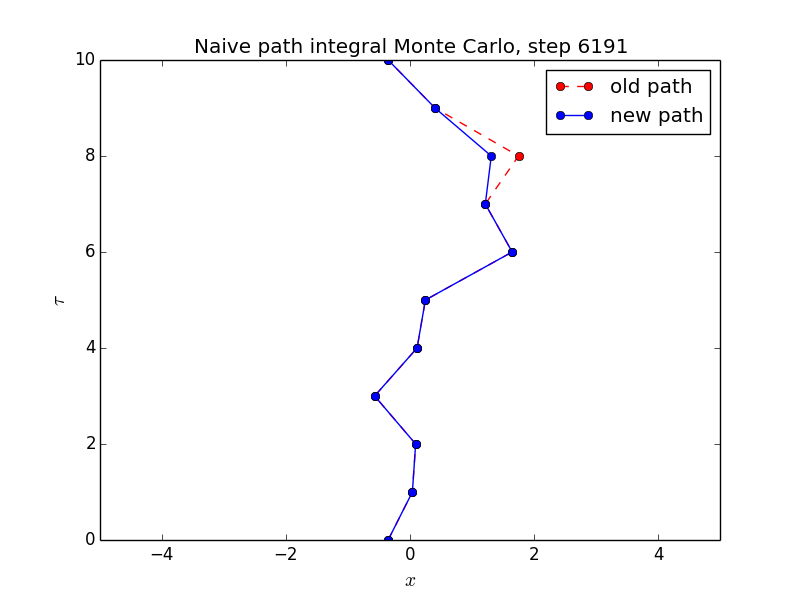 Naive path integral Monte Carlo, step 6191
old path
new path
10
8
6
4
2
0
τ
−4 −2 0 2 4
x